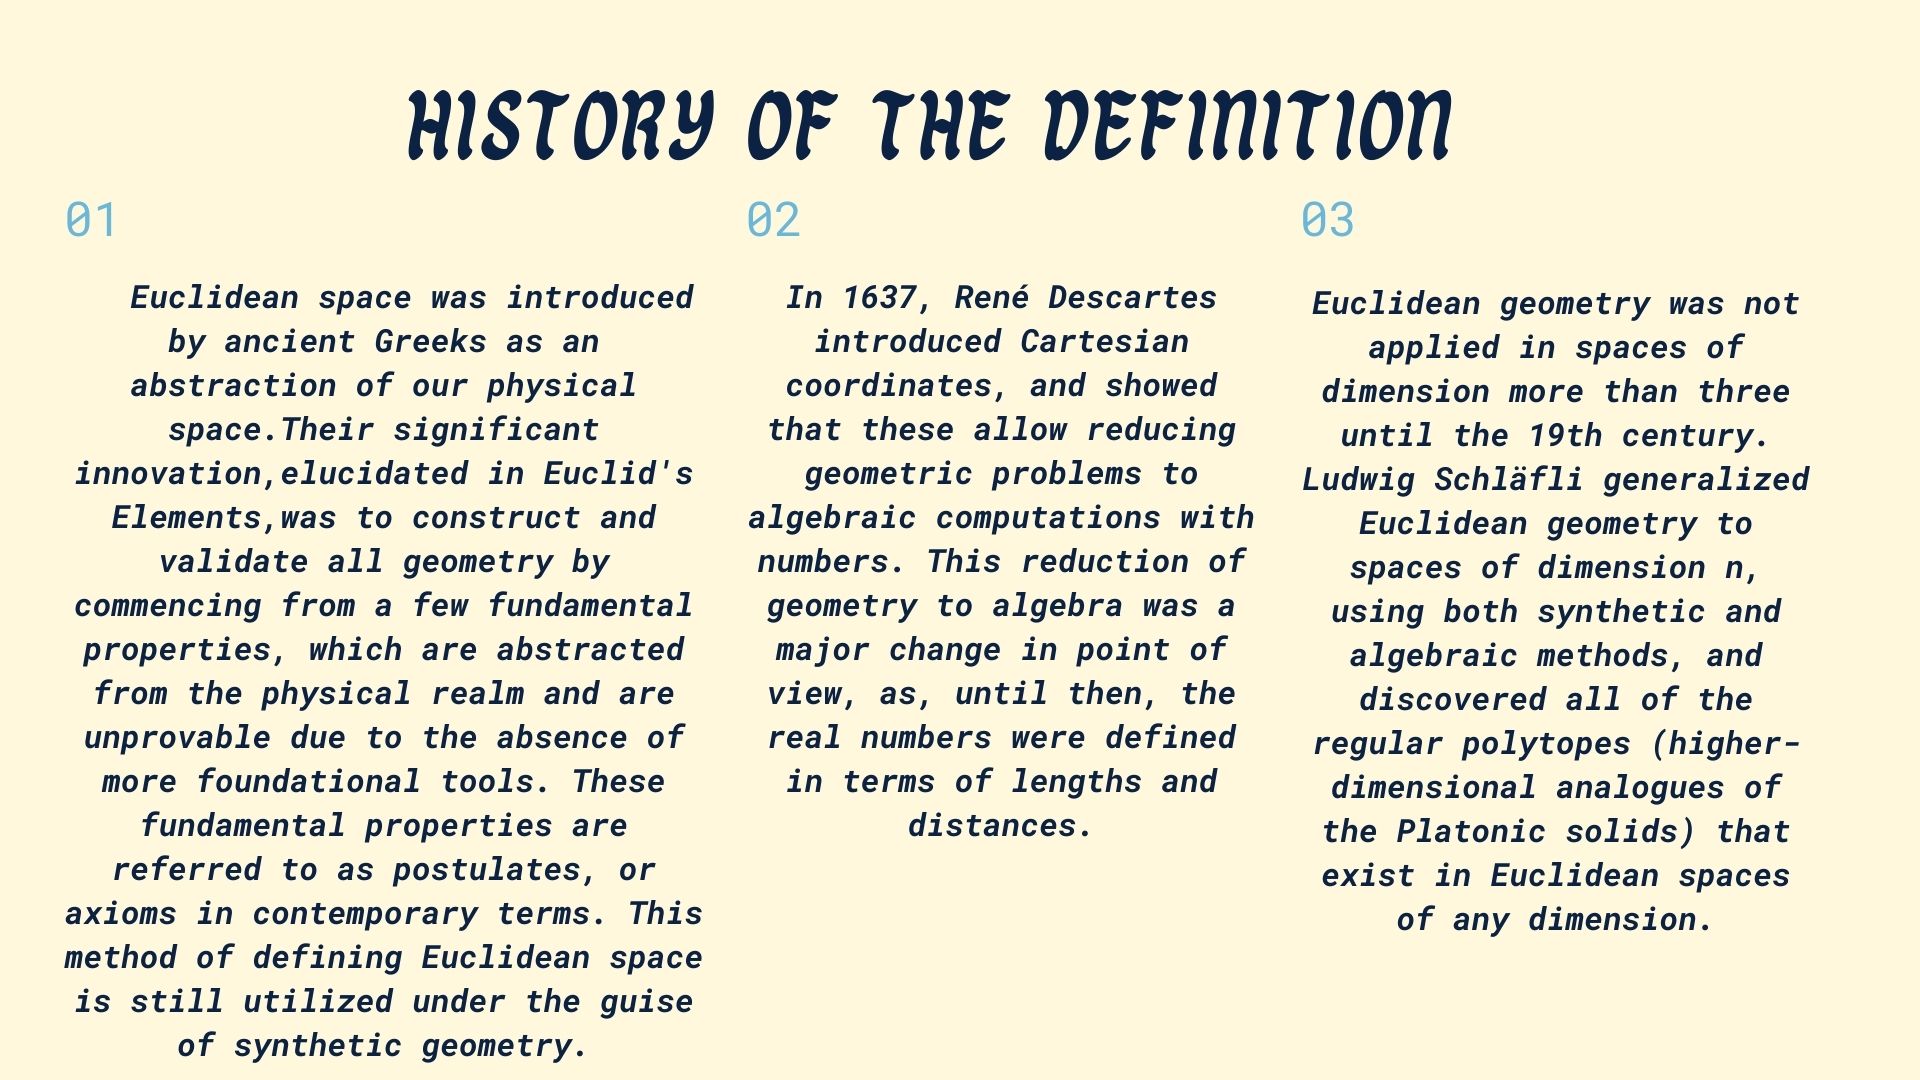 HISTORY OF THE DEFINITION
01
Euclidean space was introduced
by ancient Greeks as an
abstraction of our physical
space.Their significant
innovation,elucidated in Euclid's
Elements,was to construct and
validate all geometry by
commencing from a few fundamental
properties, which are abstracted
from the physical realm and are
unprovable due to the absence of
more foundational tools. These
fundamental properties are
referred to as postulates, or
axioms in contemporary terms. This
method of defining Euclidean space
is still utilized under the guise
of synthetic geometry.
02
In 1637, René Descartes
introduced Cartesian
coordinates, and showed
that these allow reducing
geometric problems to
algebraic computations with
numbers. This reduction of
geometry to algebra was a
major change in point of
view, as, until then, the
real numbers were defined
in terms of lengths and
distances.
03
Euclidean geometry was not
applied in spaces of
dimension more than three
until the 19th century.
Ludwig Schläfli generalized
Euclidean geometry to
spaces of dimension n,
using both synthetic and
algebraic methods, and
discovered all of the
regular polytopes (higher-
dimensional analogues of
the Platonic solids) that
exist in Euclidean spaces
of any dimension.